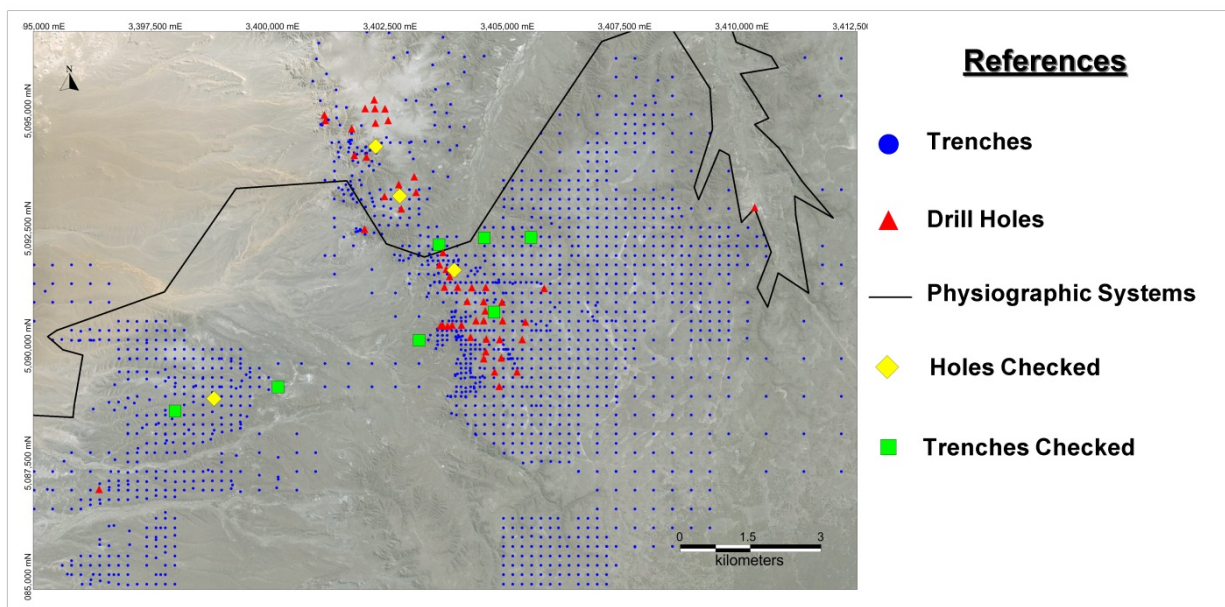 95,000 mE 3,397,500 mE 3,400,000 mE 3,402,500 mE 3,405,000 mE 3,407,500 mE 3,410,000 mE 3,412,50
N
5,095,000 mN
5,092,500 mN
5,090,000 mN
5,087,500 mN
085,000 mN
0 1.5 3
kilometers
References
Trenches
Drill Holes
Physiographic Systems
Holes Checked
Trenches Checked